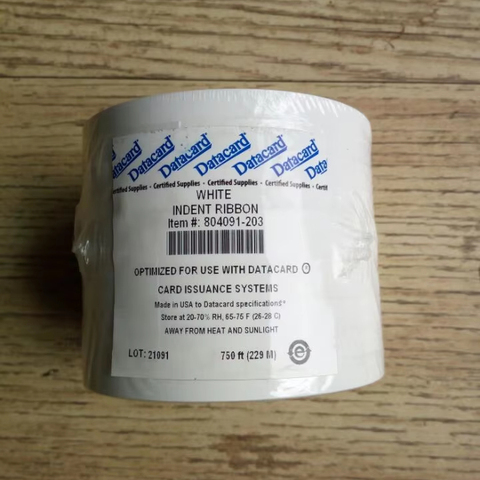 Datacard® Datacard® Datacard® Datacard® Datacard®
Certified Supplies - Certified Supplies - Certified Supplies - Certified
WHITE
INDENT RIBBON
Item #: 804091-203
OPTIMIZED FOR USE WITH DATACARD ®
CARD ISSUANCE SYSTEMS
Made in USA to Datacard specifications*
Store at 20-70% RH, 65-75 F (26-28 C)
AWAY FROM HEAT AND SUNLIGHT
LOT: 21091 750 ft (229 M)